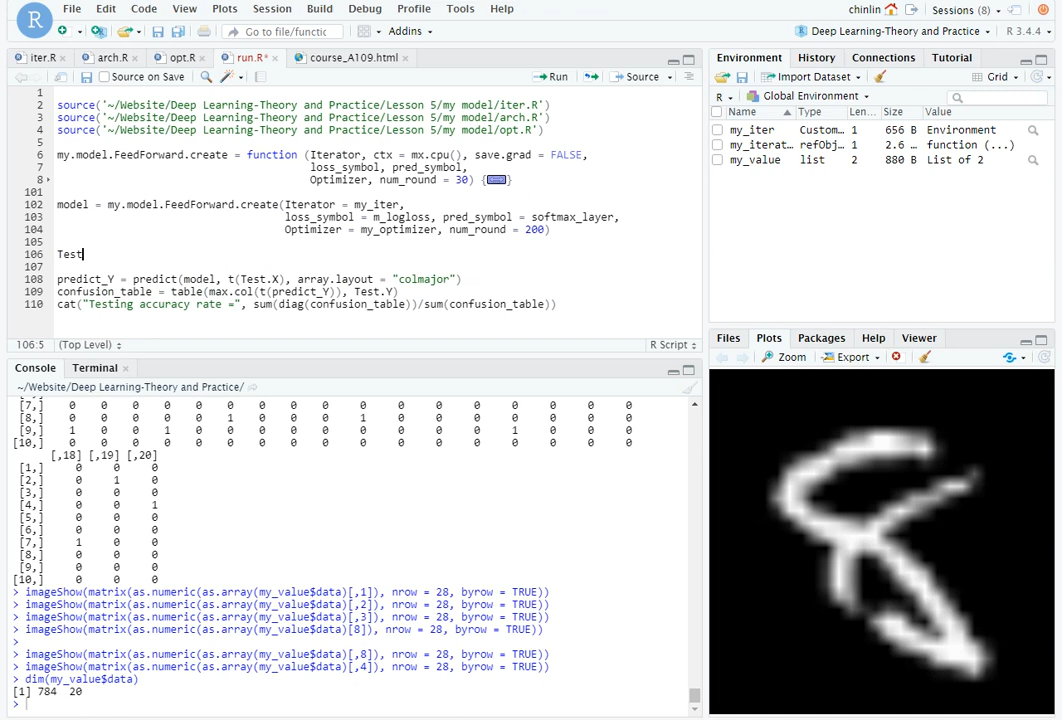 File Edit Code View Plots Session Build Debug Profile Tools Help
chinlin Sessions (8)
Go to file/functic Addins
Deep Learning-Theory and Practice R 3.4.4
iter.R arch.R opt.R run.R* course_A109.html
Source on Save Run Source
1
2 source('~/Website/Deep Learning-Theory and Practice/Lesson 5/my model/iter.R')
3 source('~/Website/Deep Learning-Theory and Practice/Lesson 5/my model/arch.R')
4 source('~/Website/Deep Learning-Theory and Practice/Lesson 5/my model/opt.R')
5
6 my.model.FeedForward.create = function (Iterator, ctx = mx.cpu(), save.grad = FALSE,
7 loss_symbol, pred_symbol,
8 Optimizer, num_round = 30) {}
101
102 model = my.model.FeedForward.create(Iterator = my_iter,
103 loss_symbol = m_logloss, pred_symbol = softmax_layer,
104 Optimizer = my_optimizer, num_round = 200)
105
106 Test
107
108 predict_Y = predict(model, t(Test.X), array.layout = "colmajor")
109 confusion_table = table(max.col(t(predict_Y)), Test.Y)
110 cat("Testing accuracy rate =", sum(diag(confusion_table))/sum(confusion_table))
106:5 (Top Level) R Script
Console Terminal
~/Website/Deep Learning-Theory and Practice/
[7,] 0 0 0 0 0 0 0 0 0 0 0 0 0 0 0 0 0
[8,] 0 0 0 0 0 1 0 0 0 1 0 0 0 0 0 0 0
[9,] 1 0 0 1 0 0 0 0 0 0 0 0 0 1 0 0 0
[10,] 0 0 0 0 0 0 0 0 0 0 0 0 0 0 0 0 0
[,18] [,19] [,20]
[1,] 0 0 0
[2,] 0 1 0
[3,] 0 0 0
[4,] 0 0 1
[5,] 0 0 0
[6,] 0 0 0
[7,] 1 0 0
[8,] 0 0 0
[9,] 0 0 0
[10,] 0 0 0
> imageShow(matrix(as.numeric(as.array(my_value$data)[,1]), nrow = 28, byrow = TRUE))
> imageShow(matrix(as.numeric(as.array(my_value$data)[,2]), nrow = 28, byrow = TRUE))
> imageShow(matrix(as.numeric(as.array(my_value$data)[,3]), nrow = 28, byrow = TRUE))
> imageShow(matrix(as.numeric(as.array(my_value$data)[8]), nrow = 28, byrow = TRUE))
>
> imageShow(matrix(as.numeric(as.array(my_value$data)[,8]), nrow = 28, byrow = TRUE))
> imageShow(matrix(as.numeric(as.array(my_value$data)[,4]), nrow = 28, byrow = TRUE))
> dim(my_value$data)
[1] 784 20
>
Environment History Connections Tutorial
Import Dataset Grid
R Global Environment
Name Type Len… Size Value
my_iter Custom… 1 656 B Environment
my_iterat… refObj… 1 2.6 … function (...)
my_value list 2 880 B List of 2
Files Plots Packages Help Viewer
Zoom Export